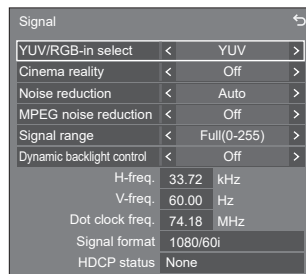 Signal
YUV/RGB-in select < YUV >
Cinema reality < Off >
Noise reduction < Auto >
MPEG noise reduction < Off >
Signal range < Full(0-255) >
Dynamic backlight control < Off >
H-freq. 33.72 kHz
V-freq. 60.00 Hz
Dot clock freq. 74.18 MHz
Signal format 1080/60i
HDCP status None